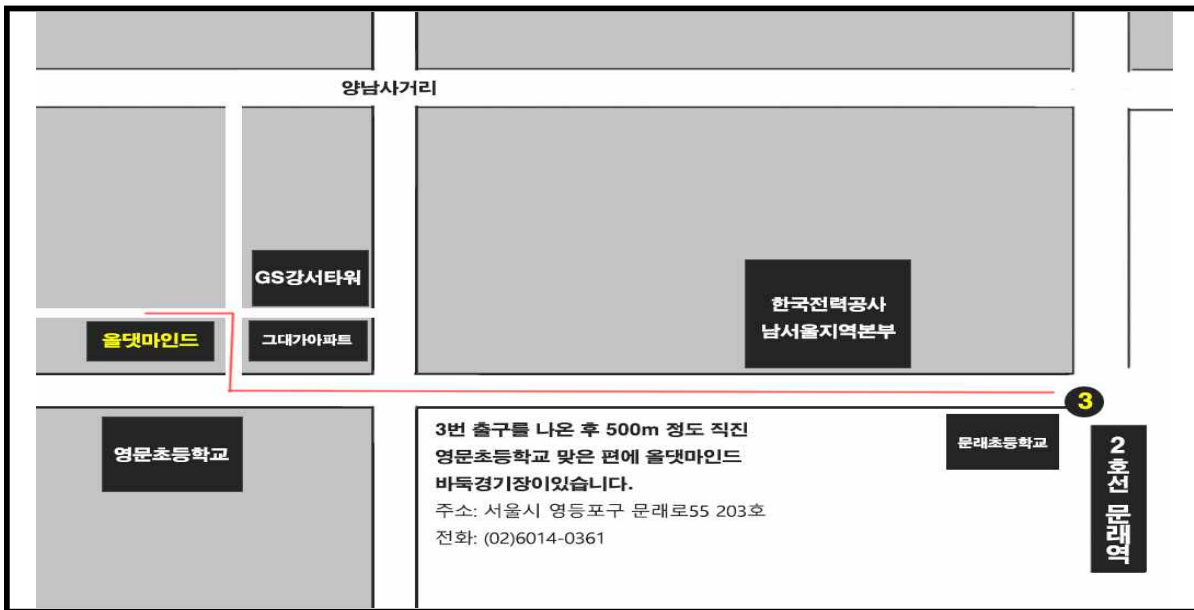 양남사거리
GS강서타워
올댓마인드
그대가아파트
한국전력공사
남서울지역본부
3
영문초등학교
3번 출구를 나온 후 500m 정도 직진
영문초등학교 맞은 편에 올댓마인드
바둑경기장이있습니다.
주소: 서울시 영등포구 문래로55 203호
전화: (02)6014-0361
문래초등학교
2호선 문래역